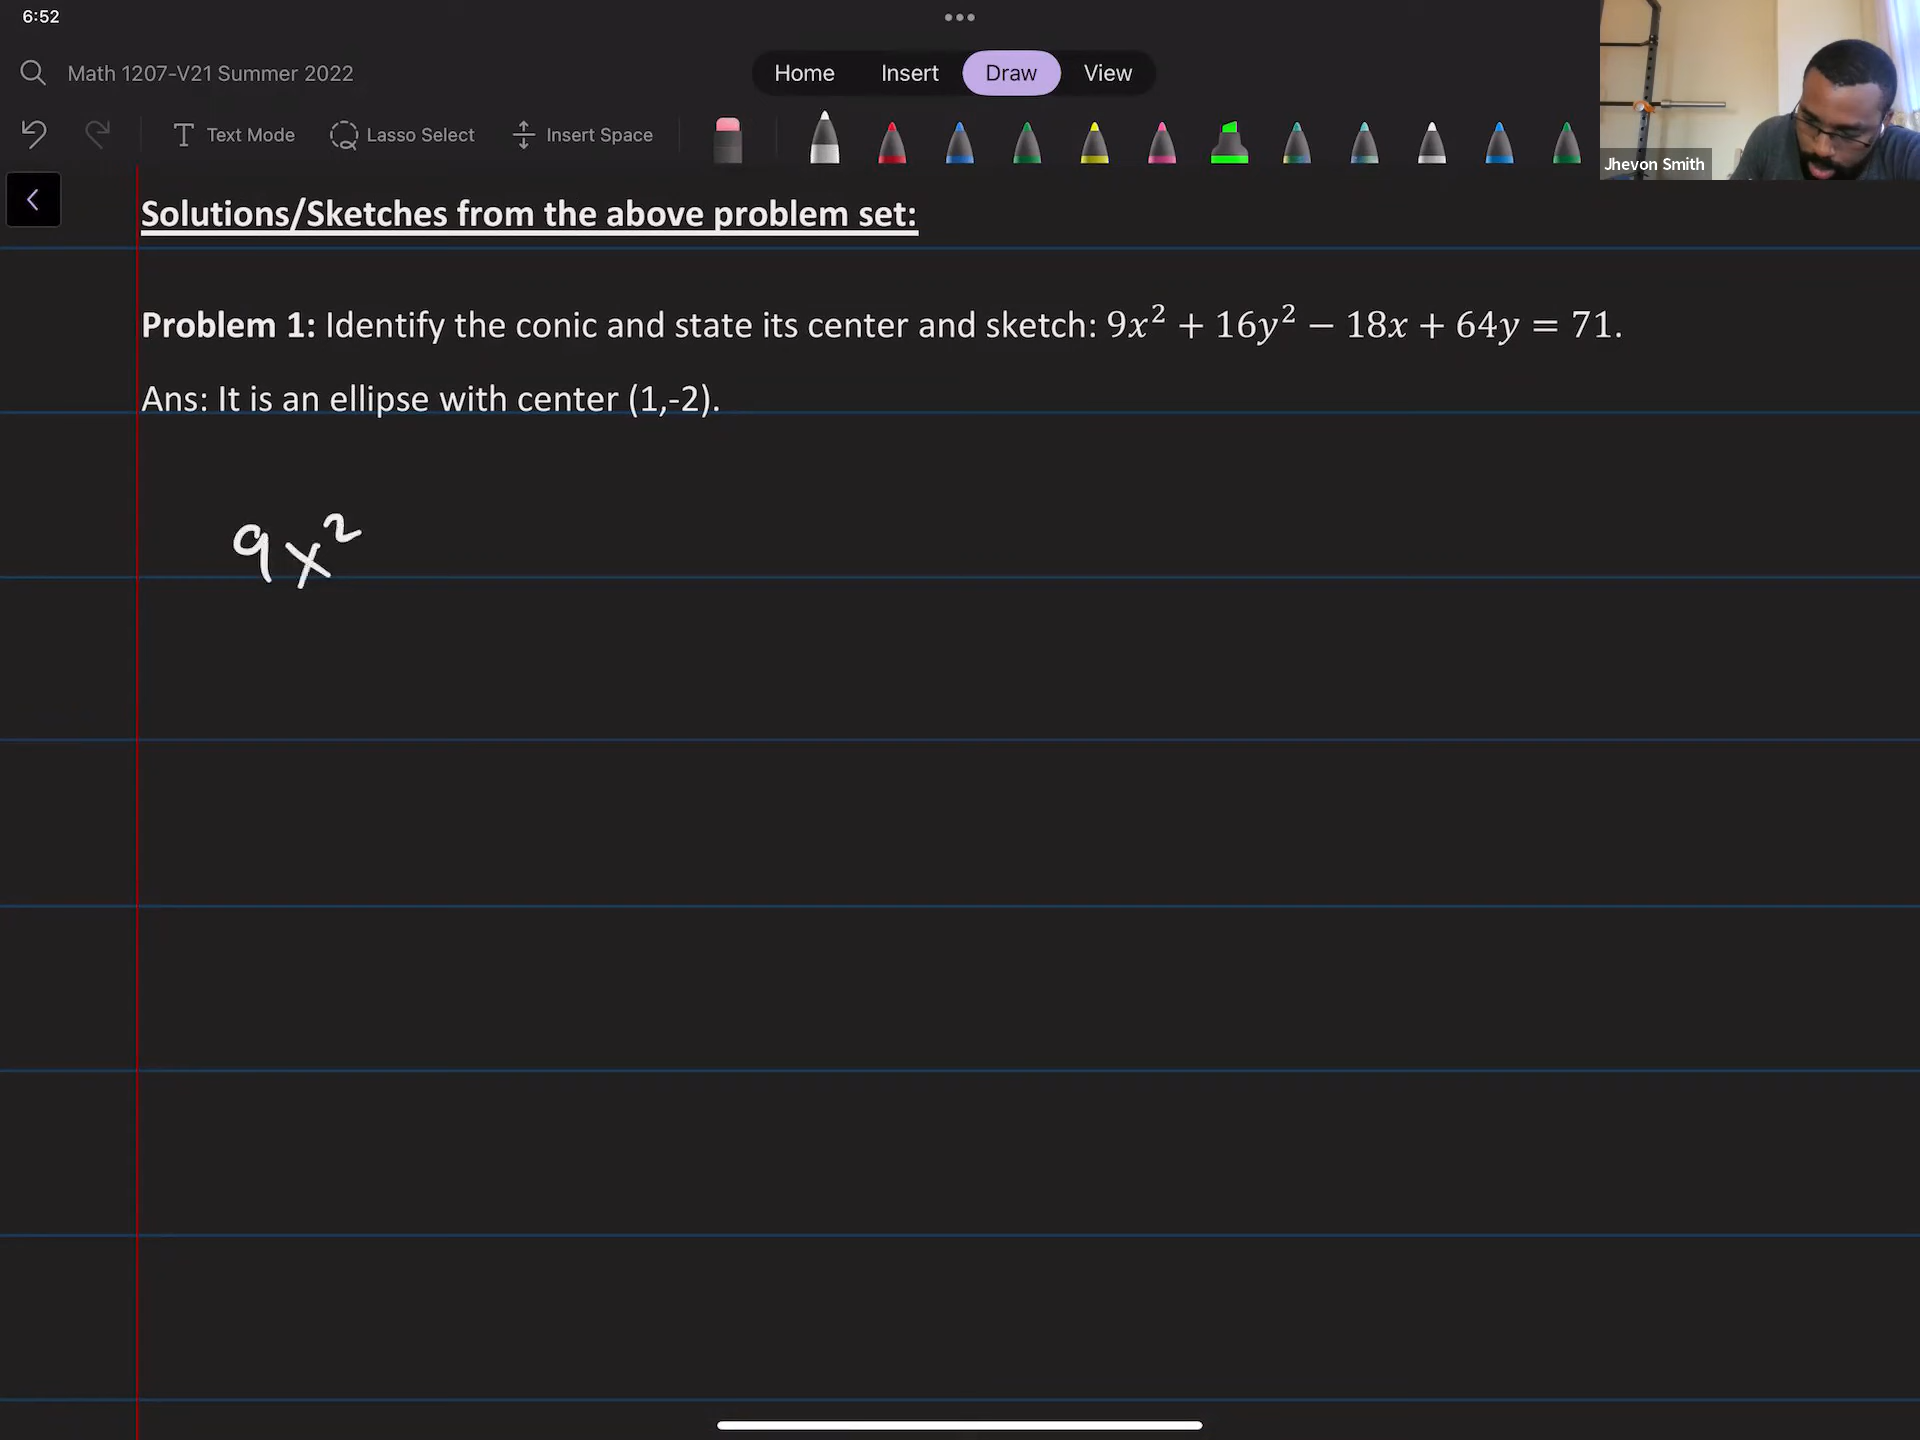 6:52
Math 1207-V21 Summer 2022
Home Insert Draw View
Text Mode Lasso Select Insert Space
Jhevon Smith
Solutions/Sketches from the above problem set:
Problem 1: Identify the conic and state its center and sketch: 9x² + 16y² − 18x + 64y = 71.
Ans: It is an ellipse with center (1,-2).
9x²